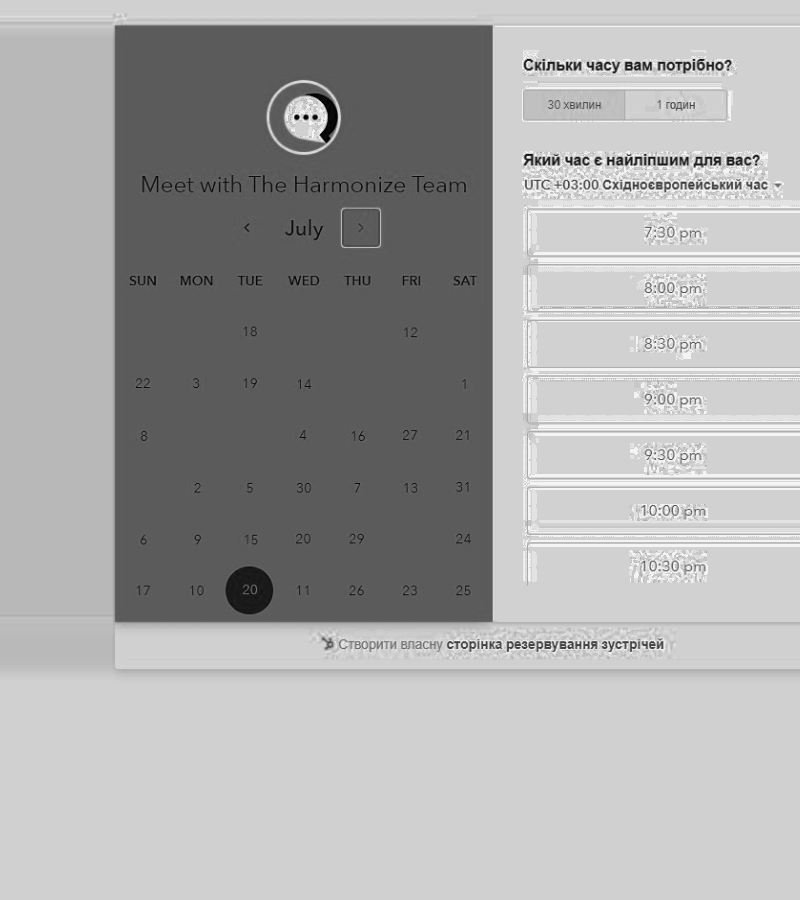 Meet with The Harmonize Team
July
SUN MON TUE WED THU FRI SAT
18 12
22 3 19 14 1
8 4 16 27 21
2 5 30 7 13 31
6 9 15 20 29 24
17 10 20 11 26 23 25
Скільки часу вам потрібно?
30 хвилин 1 годин
Який час є найліпшим для вас?
UTC +03:00 Східноєвропейський час
7:30 pm
8:00 pm
8:30 pm
9:00 pm
9:30 pm
10:00 pm
10:30 pm
Створити власну сторінка резервування зустрічей